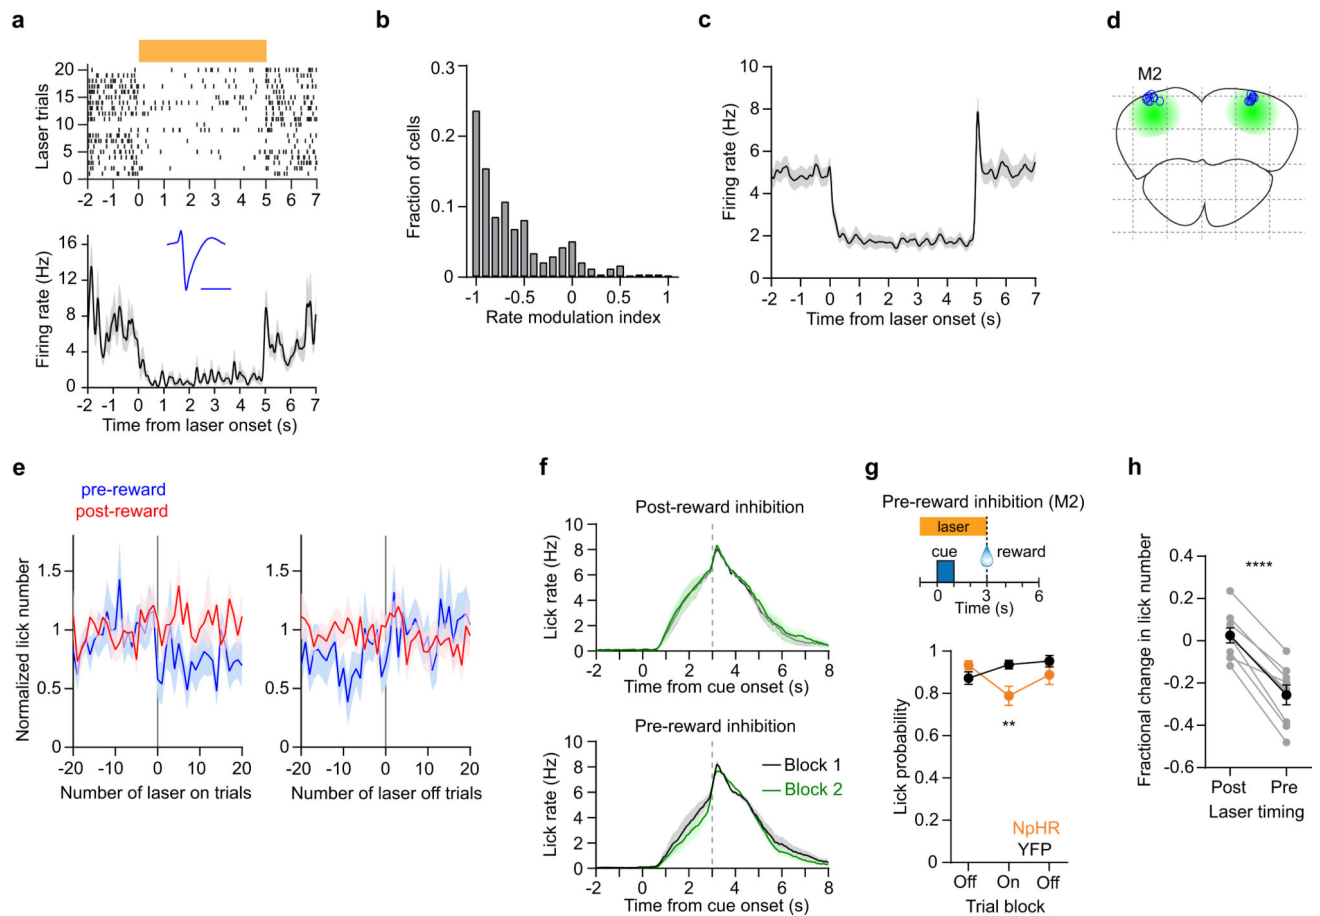 a
Laser trials
20
15
10
5
0
-2 -1 0 1 2 3 4 5 6 7
Firing rate (Hz)
16
12
8
4
0
-2 -1 0 1 2 3 4 5 6 7
Time from laser onset (s)
b
Fraction of cells
0.3
0.2
0.1
0
-1 -0.5 0 0.5 1
Rate modulation index
c
Firing rate (Hz)
10
8
6
4
2
0
-2 -1 0 1 2 3 4 5 6 7
Time from laser onset (s)
d
M2
e
pre-reward
post-reward
Normalized lick number
1.5
1
0.5
0
-20 -10 0 10 20
Number of laser on trials
1.5
1
0.5
0
-20 -10 0 10 20
Number of laser off trials
f
Post-reward inhibition
Lick rate (Hz)
10
8
6
4
2
0
-2 0 2 4 6 8
Time from cue onset (s)
Pre-reward inhibition
Block 1
Block 2
Lick rate (Hz)
10
8
6
4
2
0
-2 0 2 4 6 8
Time from cue onset (s)
g
Pre-reward inhibition (M2)
laser
cue
reward
0 3 6
Time (s)
Lick probability
1
0.8
0.6
0.4
0.2
0
**
NpHR
YFP
Off On Off
Trial block
h
Fractional change in lick number
0.4
0.2
0
-0.2
-0.4
-0.6
****
Post Pre
Laser timing